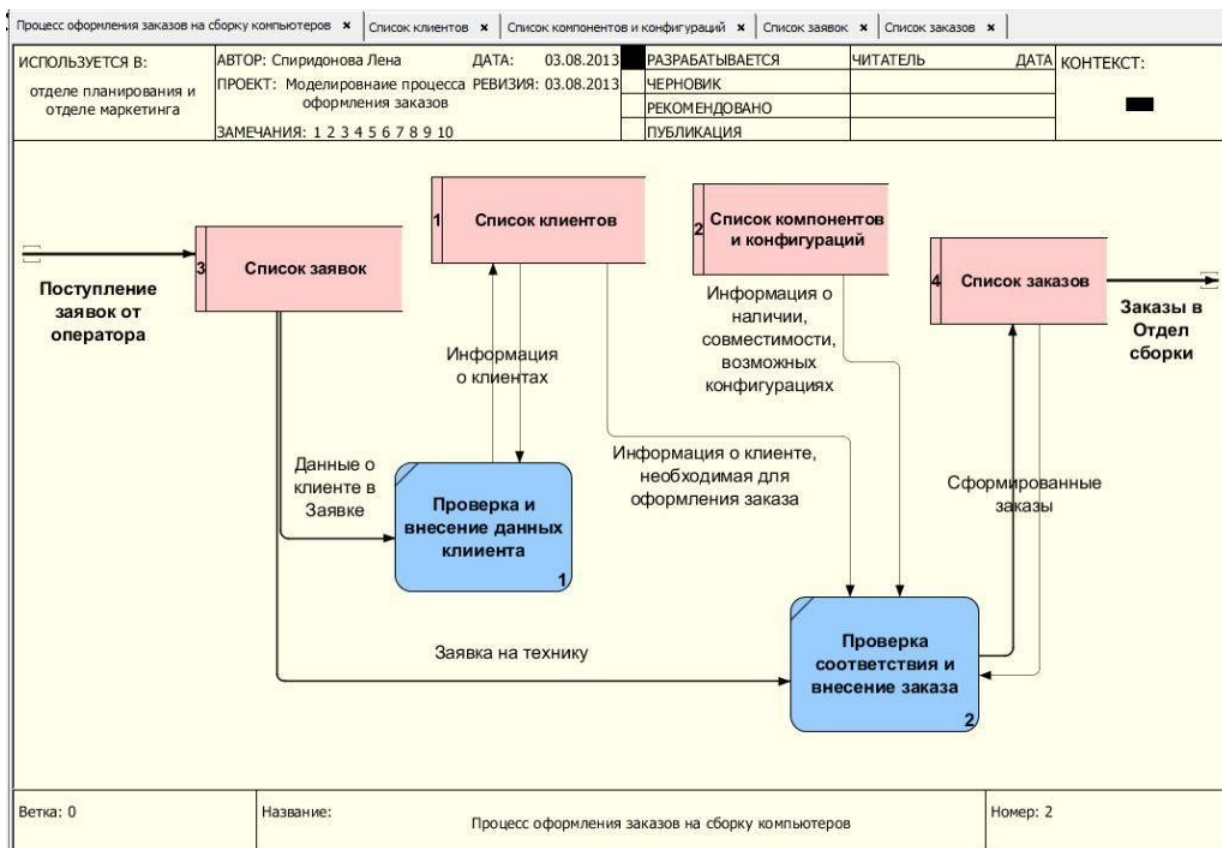 Процесс оформления заказов на сборку компьютеров ×
Список клиентов ×
Список компонентов и конфигураций ×
Список заявок ×
Список заказов ×
ИСПОЛЬЗУЕТСЯ В:
отделе планирования и
отделе маркетинга
АВТОР: Спиридонова Лена
ДАТА: 03.08.2013
ПРОЕКТ: Моделировнаие процесса
оформления заказов
РЕВИЗИЯ: 03.08.2013
ЗАМЕЧАНИЯ: 1 2 3 4 5 6 7 8 9 10
РАЗРАБАТЫВАЕТСЯ
ЧЕРНОВИК
РЕКОМЕНДОВАНО
ПУБЛИКАЦИЯ
ЧИТАТЕЛЬ
ДАТА
КОНТЕКСТ:
1
Список клиентов
2
Список компонентов
и конфигураций
3
Список заявок
4
Список заказов
Поступление
заявок от
оператора
Заказы в
Отдел
сборки
Информация о
наличии,
совместимости,
возможных
конфигурациях
Информация
о клиентах
Данные о
клиенте в
Заявке
Информация о клиенте,
необходимая для
оформления заказа
Сформированные
заказы
Проверка и
внесение данных
клииента
1
Заявка на технику
Проверка
соответствия и
внесение заказа
2
Ветка: 0
Название:
Процесс оформления заказов на сборку компьютеров
Номер: 2